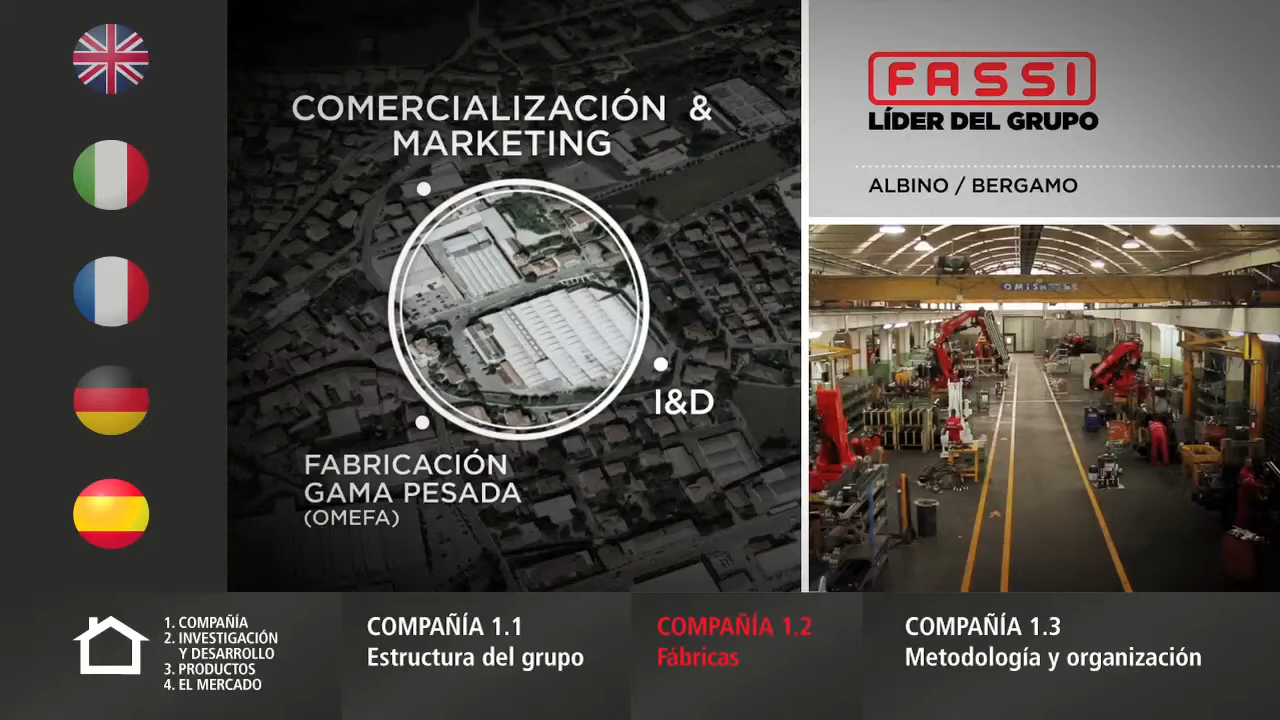 COMERCIALIZACIÓN &
MARKETING
I&D
FABRICACIÓN
GAMA PESADA
(OMEFA)
FASSI
LÍDER DEL GRUPO
ALBINO / BERGAMO
1. COMPAÑÍA
2. INVESTIGACIÓN
Y DESARROLLO
3. PRODUCTOS
4. EL MERCADO
COMPAÑÍA 1.1
Estructura del grupo
COMPAÑÍA 1.2
Fábricas
COMPAÑÍA 1.3
Metodología y organización